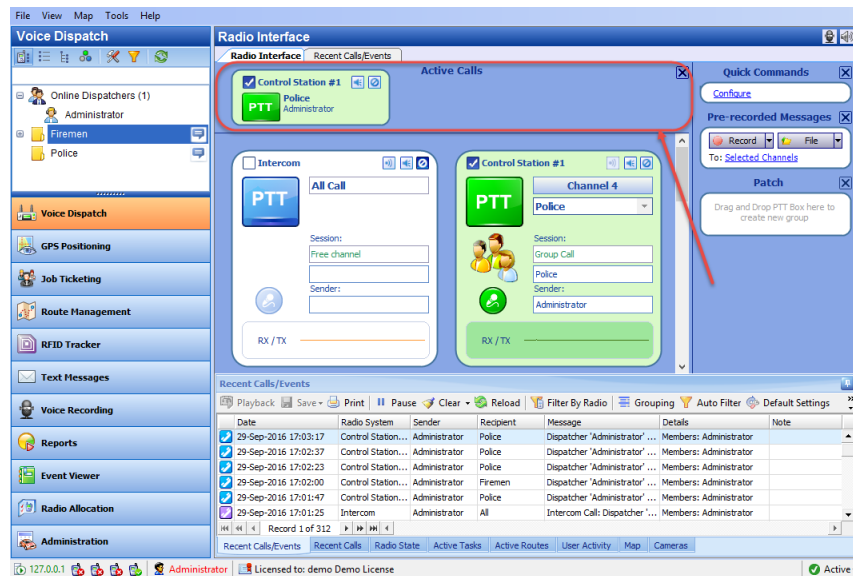 File View Map Tools Help
Voice Dispatch
Online Dispatchers (1)
Administrator
Firemen
Police
Voice Dispatch
GPS Positioning
Job Ticketing
Route Management
RFID Tracker
Text Messages
Voice Recording
Reports
Event Viewer
Radio Allocation
Administration
Radio Interface
Radio Interface Recent Calls/Events
Active Calls
Control Station #1
PTT
Police
Administrator
Intercom
PTT
All Call
Session:
Free channel
Sender:
RX / TX
Control Station #1
PTT
Channel 4
Police
Session:
Group Call
Police
Sender:
Administrator
RX / TX
Quick Commands
Configure
Pre-recorded Messages
Record File
To: Selected Channels
Patch
Drag and Drop PTT Box here to
create new group
Recent Calls/Events
Playback Save Print Pause Clear Reload Filter By Radio Grouping Auto Filter Default Settings
Date Radio System Sender Recipient Message Details Note
29-Sep-2016 17:03:17 Control Station... Administrator Police Dispatcher 'Administrator' ... Members: Administrator
29-Sep-2016 17:02:37 Control Station... Administrator Police Dispatcher 'Administrator' ... Members: Administrator
29-Sep-2016 17:02:23 Control Station... Administrator Police Dispatcher 'Administrator' ... Members: Administrator
29-Sep-2016 17:02:00 Control Station... Administrator Firemen Dispatcher 'Administrator' ... Members: Administrator
29-Sep-2016 17:01:47 Control Station... Administrator Police Dispatcher 'Administrator' ... Members: Administrator
29-Sep-2016 17:01:25 Intercom Administrator All Intercom Call: Dispatcher '... Members: Administrator
Record 1 of 312
Recent Calls/Events Recent Calls Radio State Active Tasks Active Routes User Activity Map Cameras
127.0.0.1 Administrator Licensed to: demo Demo License Active